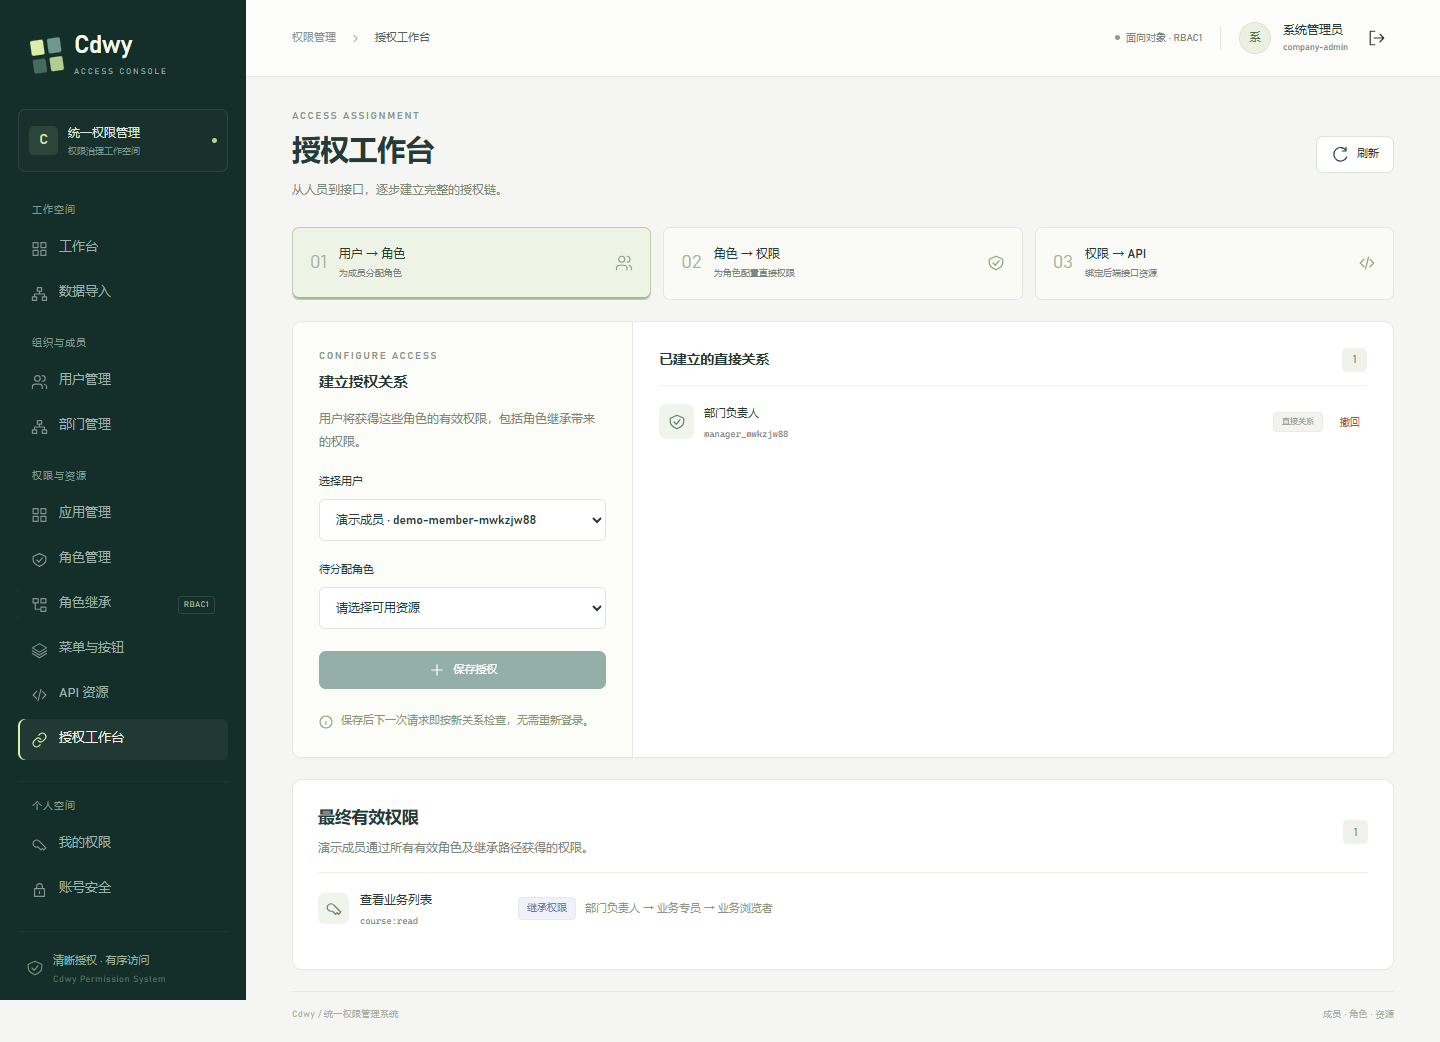 Cdwy
ACCESS CONSOLE
C
统一权限管理
权限治理工作空间
工作空间
工作台
数据导入
组织与成员
用户管理
部门管理
权限与资源
应用管理
角色管理
角色继承
RBAC1
菜单与按钮
API 资源
授权工作台
个人空间
我的权限
账号安全
清晰授权 · 有序访问
Cdwy Permission System
权限管理
授权工作台
面向对象 · RBAC1
系
系统管理员
company-admin
ACCESS ASSIGNMENT
授权工作台
从人员到接口，逐步建立完整的授权链。
刷新
01
用户 → 角色
为成员分配角色
02
角色 → 权限
为角色配置直接权限
03
权限 → API
绑定后端接口资源
CONFIGURE ACCESS
建立授权关系
用户将获得这些角色的有效权限，包括角色继承带来
的权限。
选择用户
演示成员 · demo-member-mwkzjw88
待分配角色
请选择可用资源
保存授权
保存后下一次请求即按新关系检查，无需重新登录。
已建立的直接关系
1
部门负责人
manager_mwkzjw88
直接关系
撤回
最终有效权限
演示成员通过所有有效角色及继承路径获得的权限。
1
查看业务列表
course:read
继承权限
部门负责人 → 业务专员 → 业务浏览者
Cdwy / 统一权限管理系统
成员 · 角色 · 资源